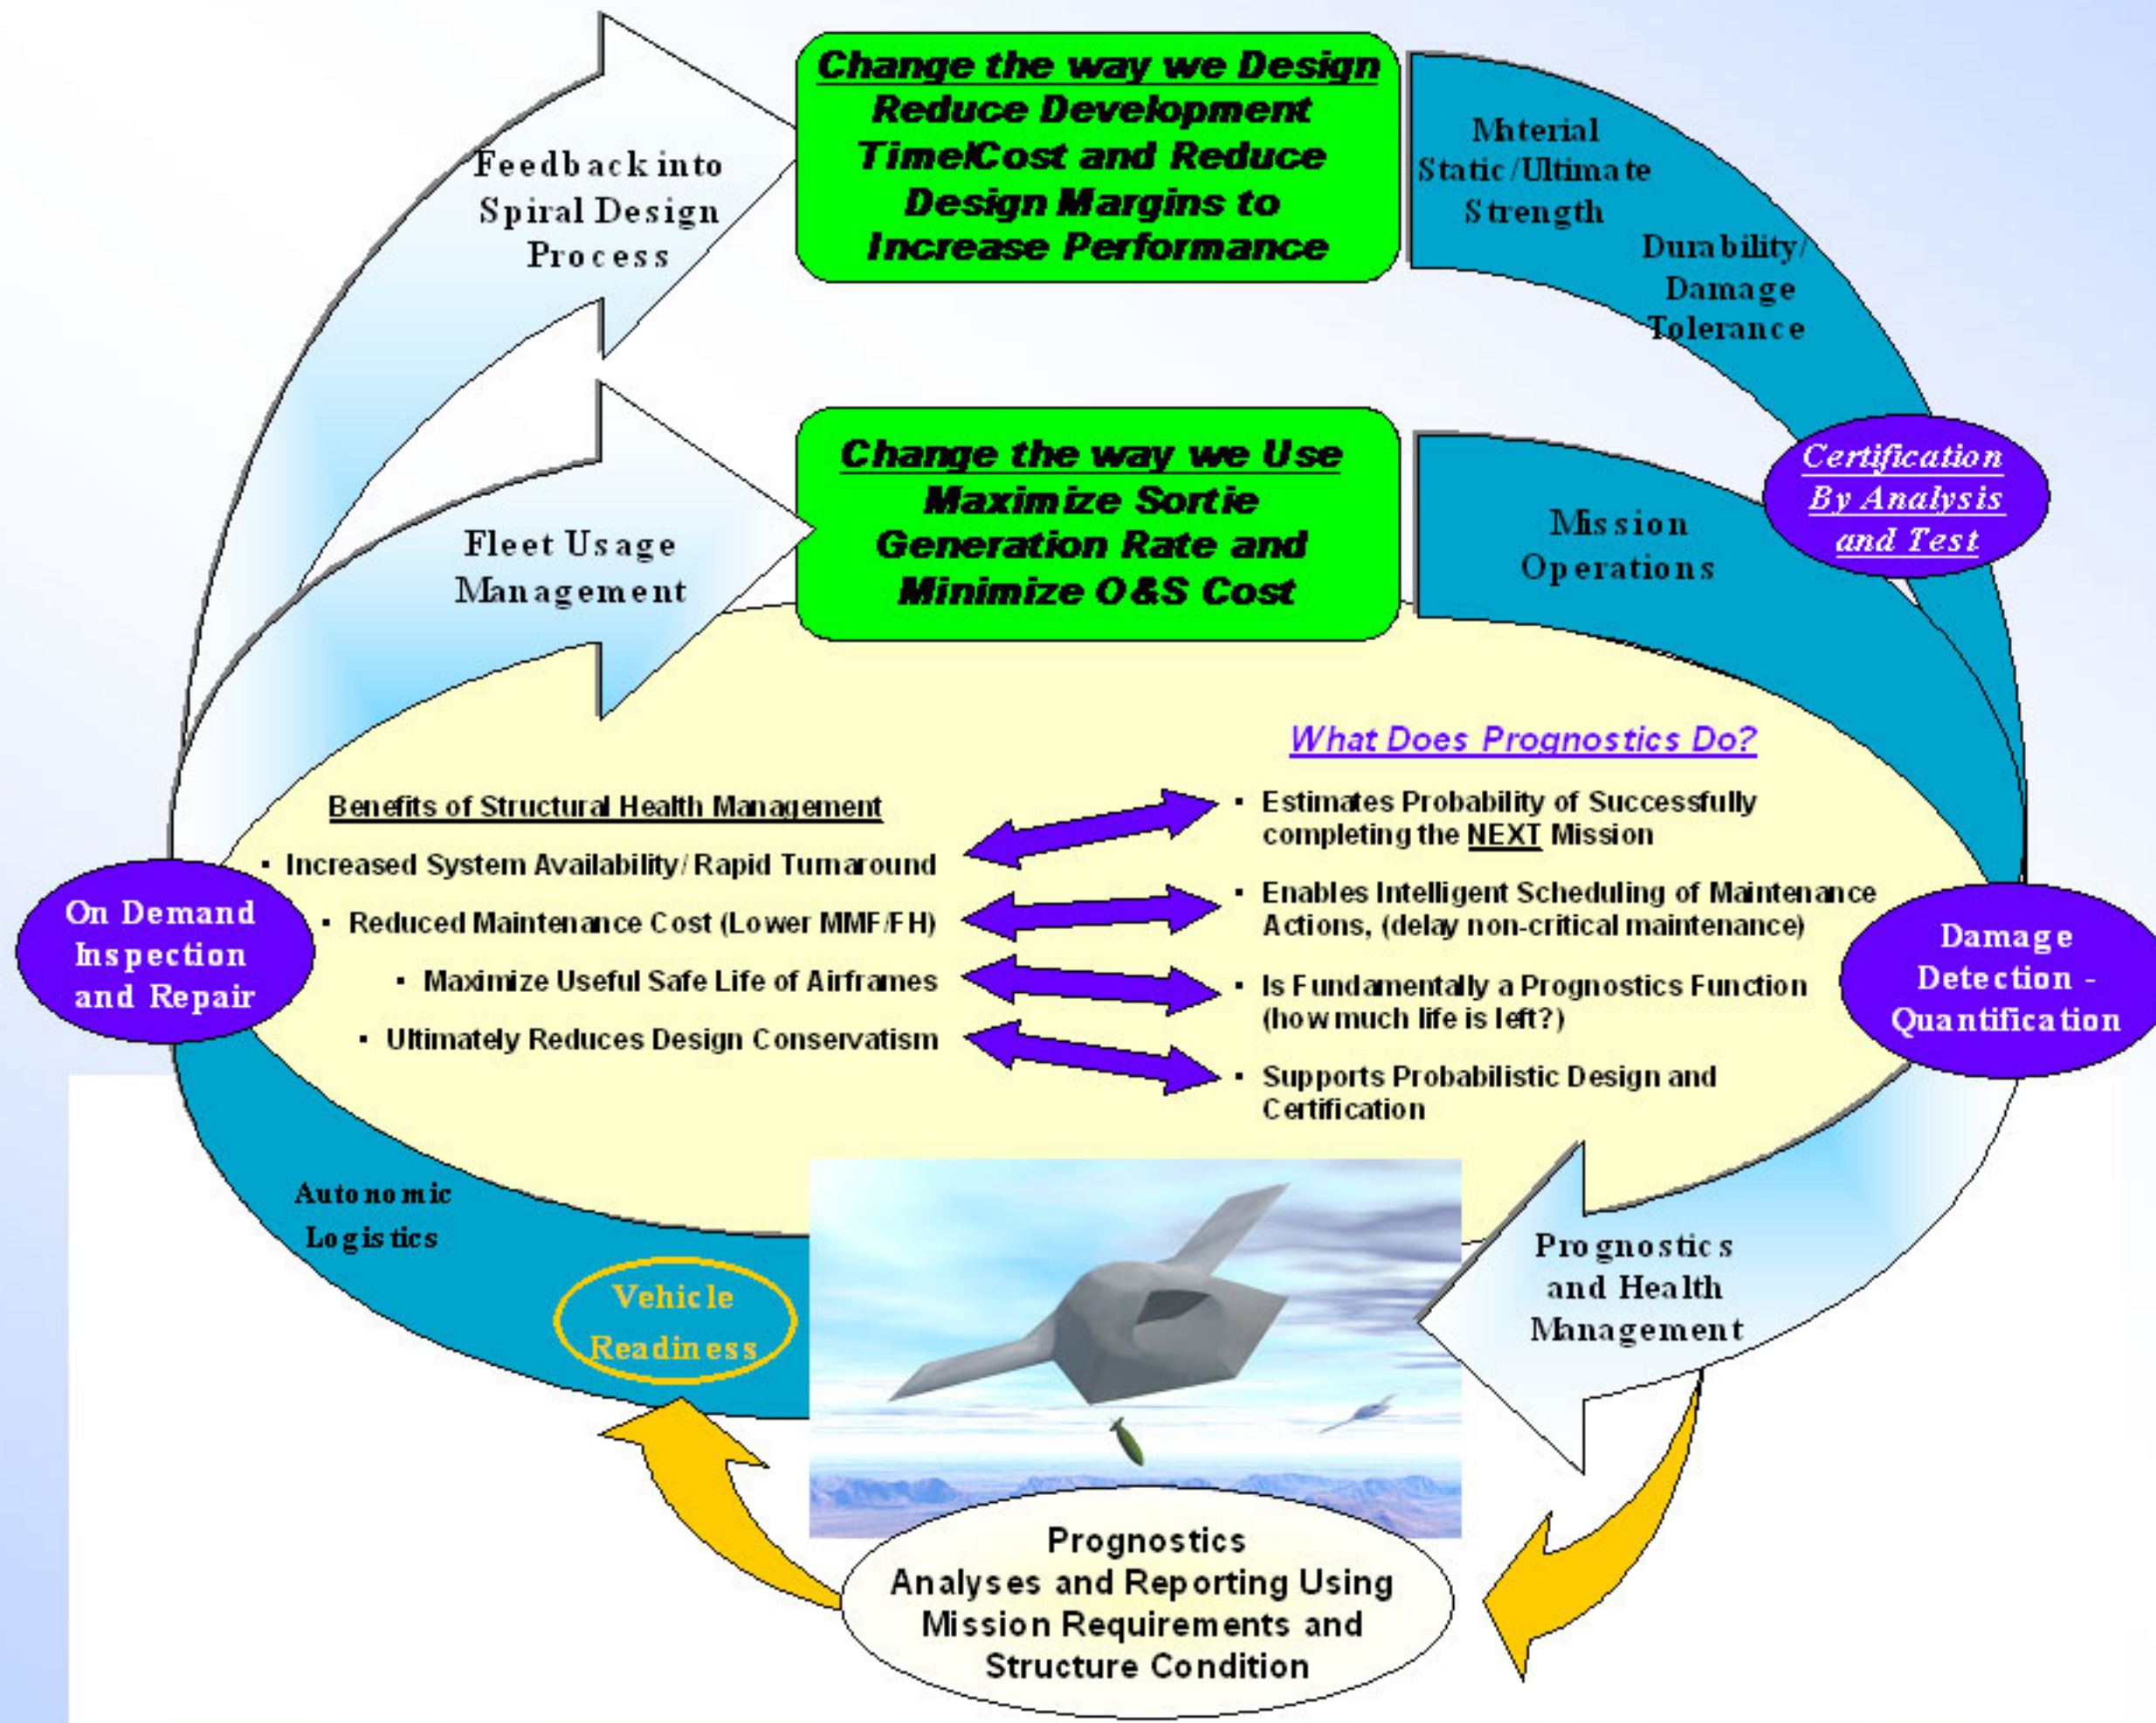 Change the way we Design
Reduce Development
Time/Cost and Reduce
Design Margins to
Increase Performance
Feedback into
Spiral Design
Process
Material
Static/Ultimate
Strength
Durability/
Damage
Tolerance
Change the way we Use
Maximize Sortie
Generation Rate and
Minimize O&S Cost
Fleet Usage
Management
Mission
Operations
Certification
By Analysis
and Test
What Does Prognostics Do?
Benefits of Structural Health Management
▪ Increased System Availability/ Rapid Turnaround
▪ Reduced Maintenance Cost (Lower MMF/FH)
▪ Maximize Useful Safe Life of Airframes
▪ Ultimately Reduces Design Conservatism
▪ Estimates Probability of Successfully
completing the NEXT Mission
▪ Enables Intelligent Scheduling of Maintenance
Actions, (delay non-critical maintenance)
▪ Is Fundamentally a Prognostics Function
(how much life is left?)
▪ Supports Probabilistic Design and
Certification
On Demand
Inspection
and Repair
Damage
Detection -
Quantification
Autonomic
Logistics
Vehicle
Readiness
Prognostics
and Health
Management
Prognostics
Analyses and Reporting Using
Mission Requirements and
Structure Condition